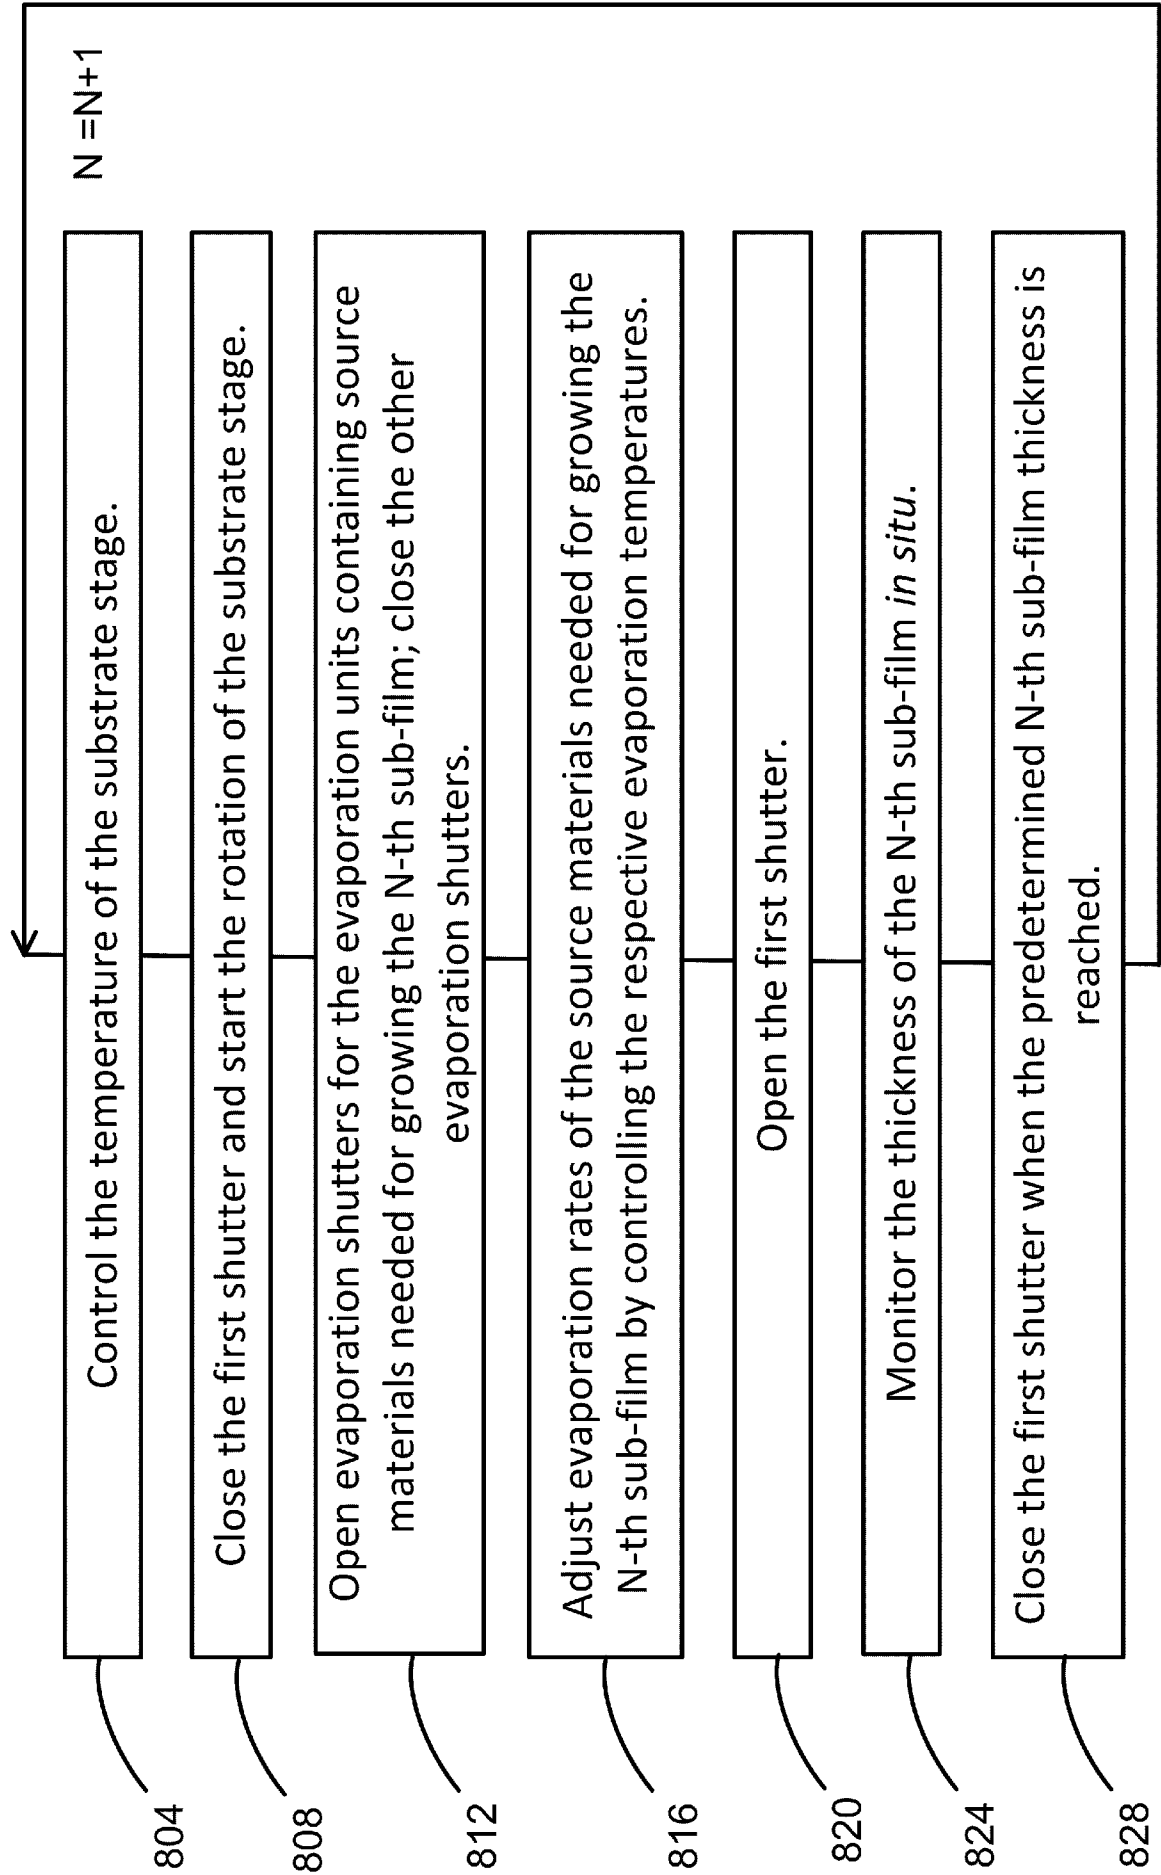 N =N+1
804
Control the temperature of the substrate stage.
808
Close the first shutter and start the rotation of the substrate stage.
812
Open evaporation shutters for the evaporation units containing source
materials needed for growing the N-th sub-film; close the other
evaporation shutters.
816
Adjust evaporation rates of the source materials needed for growing the
N-th sub-film by controlling the respective evaporation temperatures.
820
Open the first shutter.
824
Monitor the thickness of the N-th sub-film in situ.
828
Close the first shutter when the predetermined N-th sub-film thickness is
reached.